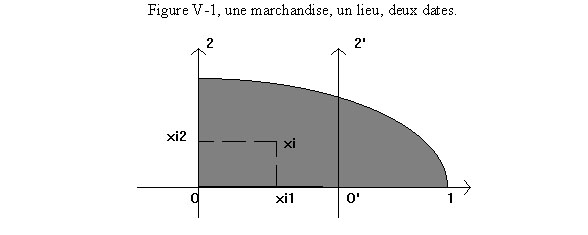 Figure V-1, une marchandise, un lieu, deux dates.
2 2'
xi2 xi
0 xi1 0' 1